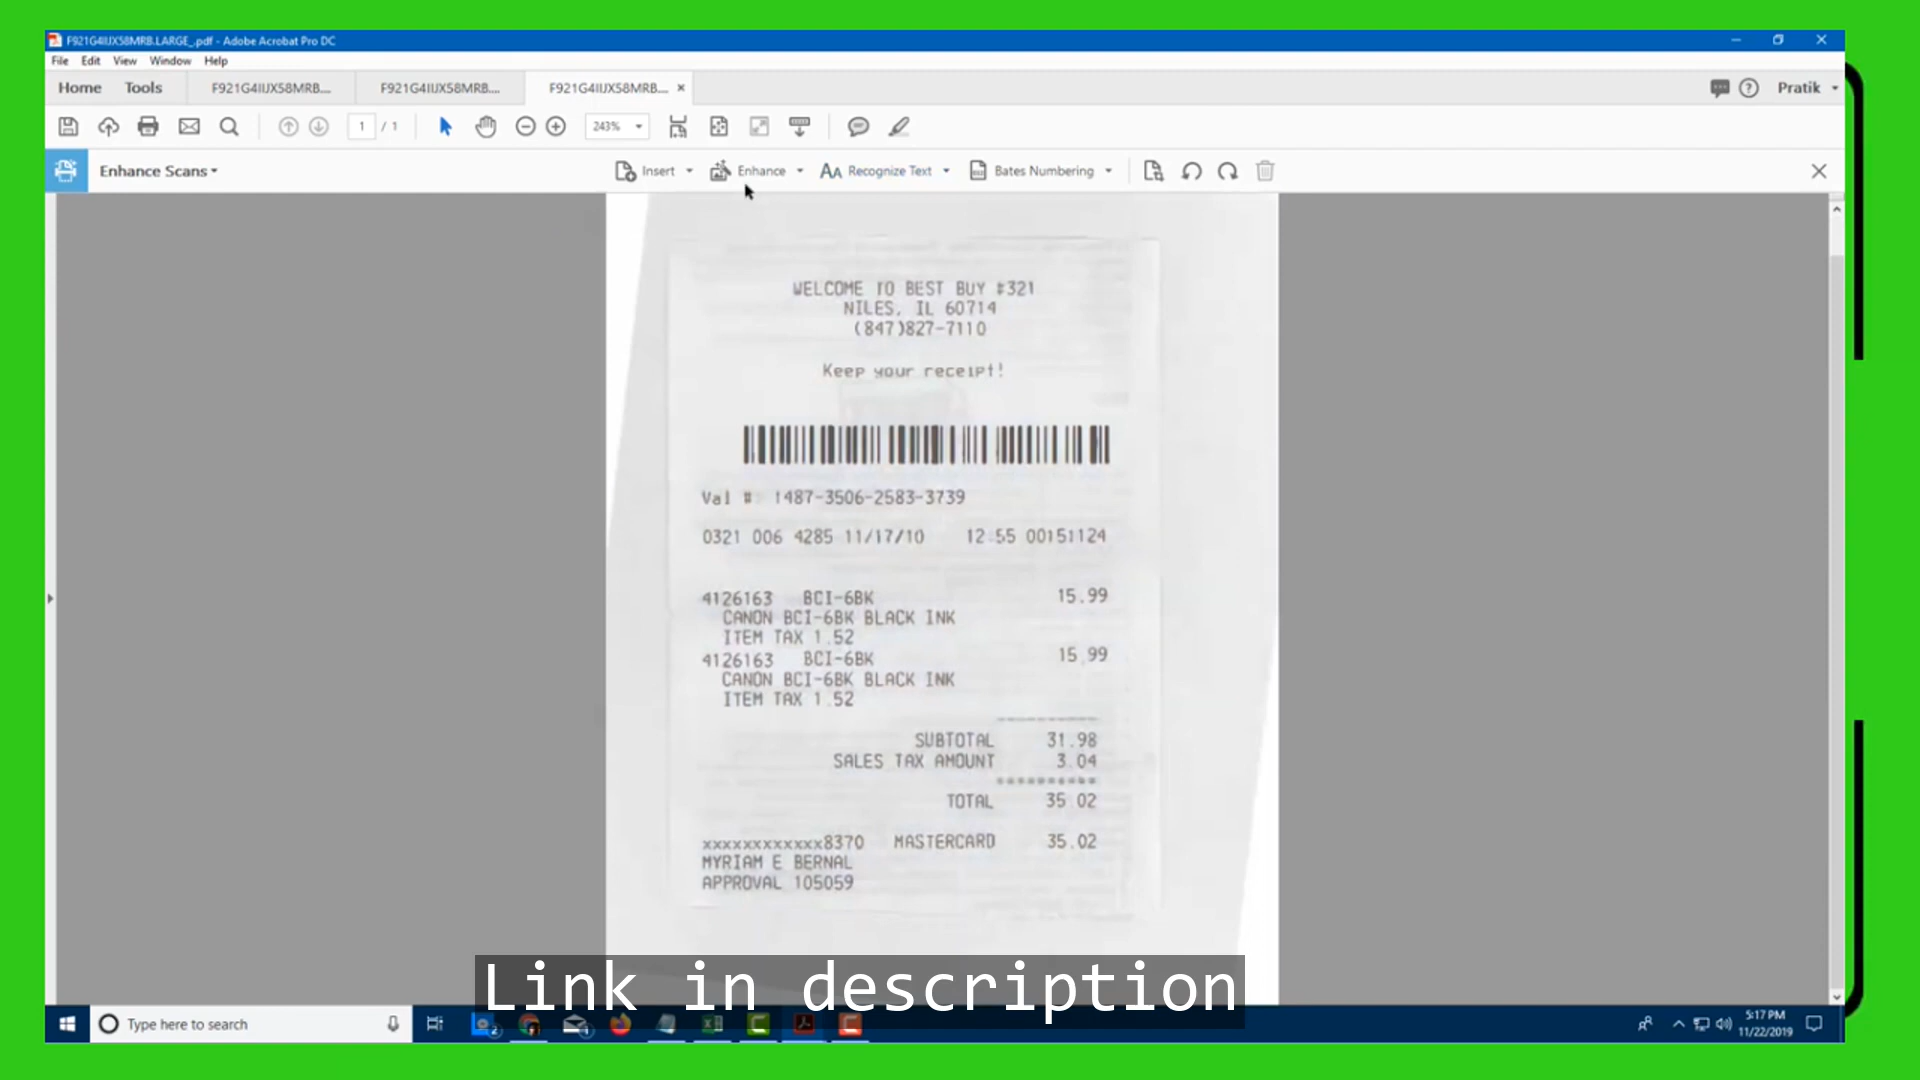 F921G4IIJX58MRB.LARGE_.pdf - Adobe Acrobat Pro DC
File Edit View Window Help
Home Tools F921G4IIJX58MRB... F921G4IIJX58MRB... F921G4IIJX58MRB... × Pratik
1 / 1 243%
Enhance Scans Insert Enhance Recognize Text Bates Numbering
WELCOME TO BEST BUY #321
NILES, IL 60714
(847)827-7110
Keep your receipt!
Val #: 1487-3506-2583-3739
0321 006 4285 11/17/10 12:55 00151124
4126163 BCI-6BK 15.99
CANON BCI-6BK BLACK INK
ITEM TAX 1.52
4126163 BCI-6BK 15.99
CANON BCI-6BK BLACK INK
ITEM TAX 1.52
SUBTOTAL 31.98
SALES TAX AMOUNT 3.04
TOTAL 35.02
xxxxxxxxxxxx8370 MASTERCARD 35.02
MYRIAM E BERNAL
APPROVAL 105059
Link in description
Type here to search
5:17 PM
11/22/2019